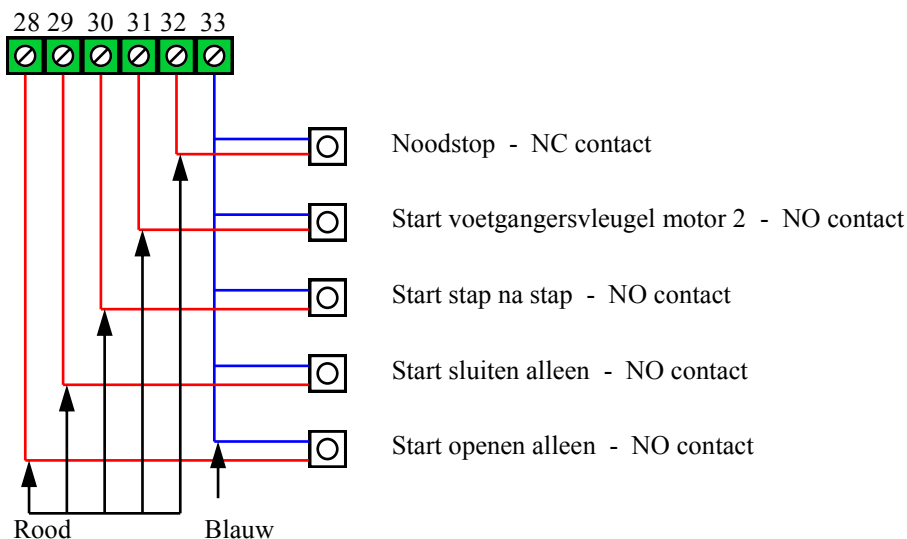 28 29 30 31 32 33
Noodstop - NC contact
Start voetgangersvleugel motor 2 - NO contact
Start stap na stap - NO contact
Start sluiten alleen - NO contact
Start openen alleen - NO contact
Rood Blauw